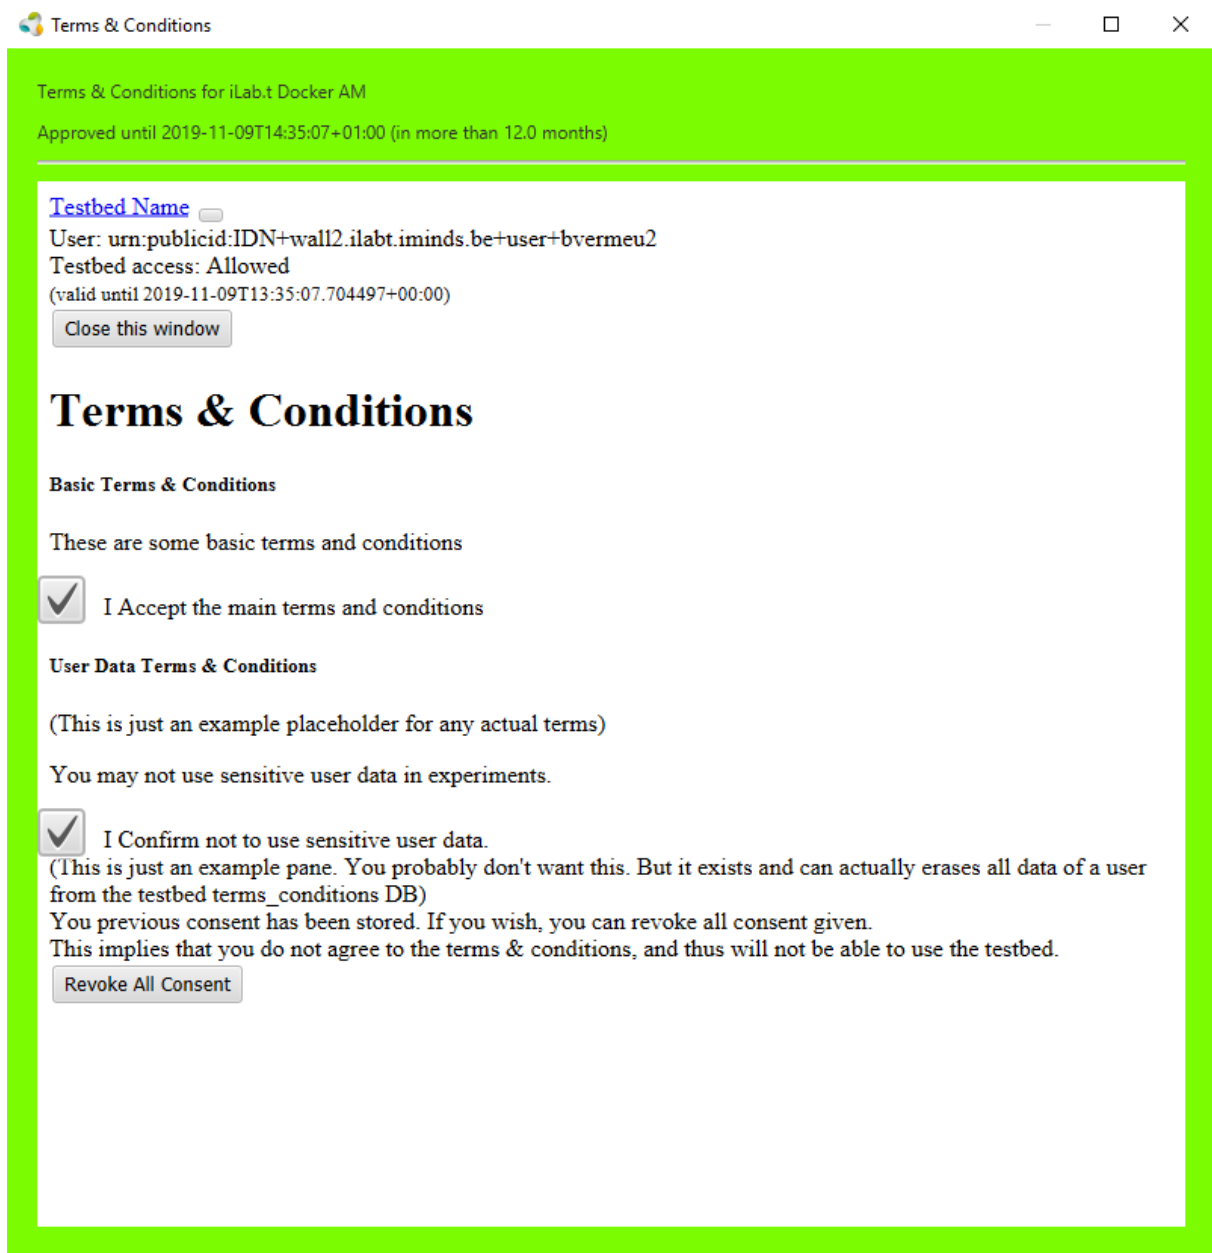 Terms & Conditions
Terms & Conditions for iLab.t Docker AM
Approved until 2019-11-09T14:35:07+01:00 (in more than 12.0 months)
Testbed Name
User: urn:publicid:IDN+wall2.ilabt.iminds.be+user+bvermeu2
Testbed access: Allowed
(valid until 2019-11-09T13:35:07.704497+00:00)
Close this window
Terms & Conditions
Basic Terms & Conditions
These are some basic terms and conditions
I Accept the main terms and conditions
User Data Terms & Conditions
(This is just an example placeholder for any actual terms)
You may not use sensitive user data in experiments.
I Confirm not to use sensitive user data.
(This is just an example pane. You probably don't want this. But it exists and can actually erases all data of a user
from the testbed terms_conditions DB)
You previous consent has been stored. If you wish, you can revoke all consent given.
This implies that you do not agree to the terms & conditions, and thus will not be able to use the testbed.
Revoke All Consent